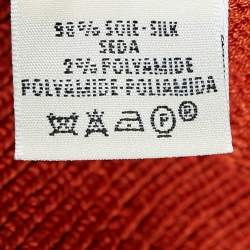 98% SOIE-SILK
SEDA
2% POLYAMIDE
POLYAMIDE-POLIAMIDA
P ®